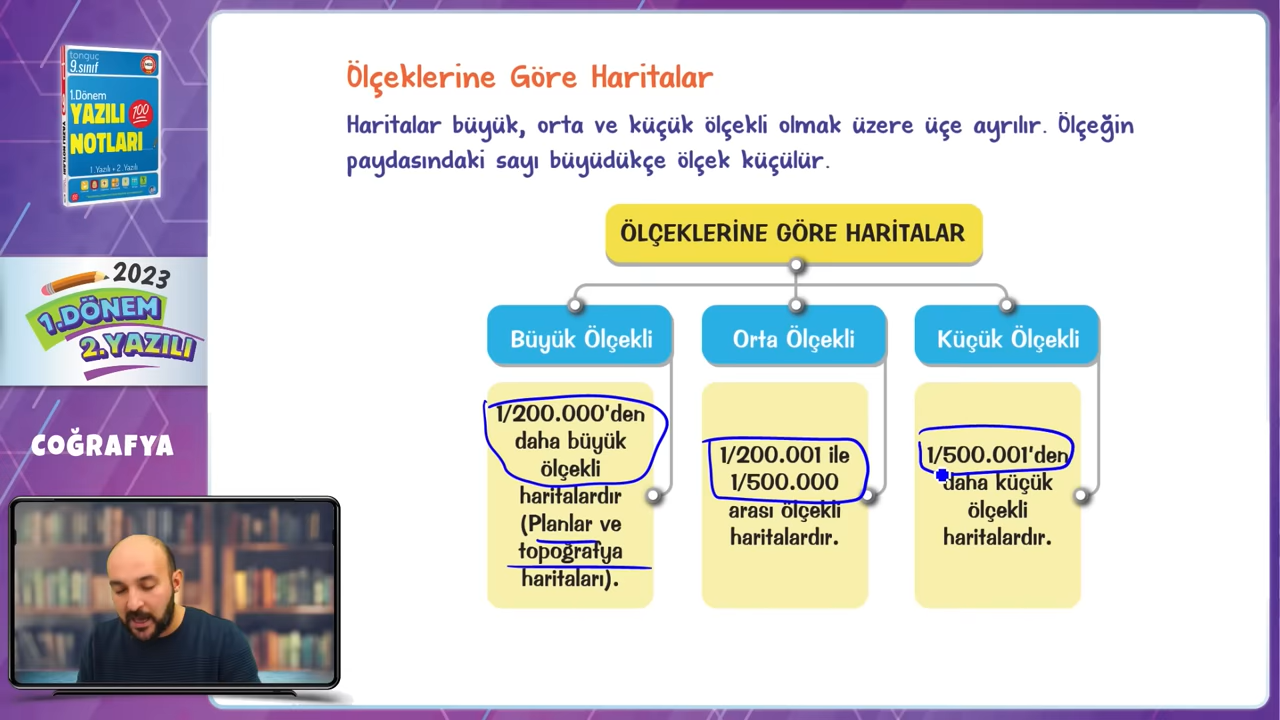 Ölçeklerine Göre Haritalar
Haritalar büyük, orta ve küçük ölçekli olmak üzere üçe ayrılır. Ölçeğin
paydasındaki sayı büyüdükçe ölçek küçülür.
ÖLÇEKLERİNE GÖRE HARİTALAR
Büyük Ölçekli
1/200.000'den
daha büyük
ölçekli
haritalardır
(Planlar ve
topoğrafya
haritaları).
Orta Ölçekli
1/200.001 ile
1/500.000
arası ölçekli
haritalardır.
Küçük Ölçekli
1/500.001'den
daha küçük
ölçekli
haritalardır.
tonguç
9.sınıf
1.Dönem
YAZILI
100
NOTLARI
1.Yazılı + 2.Yazılı
2023
1.DÖNEM
2.YAZILI
COĞRAFYA